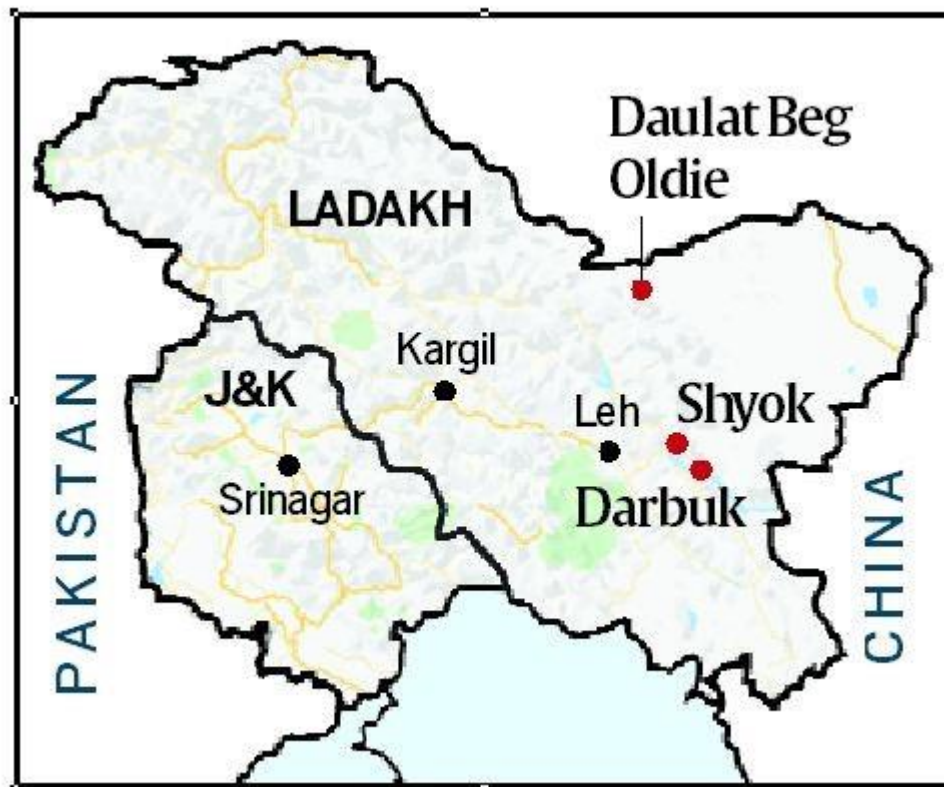 Daulat Beg
Oldie
LADAKH
Kargil
J&K
Leh
Shyok
Srinagar
Darbuk
PAKISTAN
CHINA